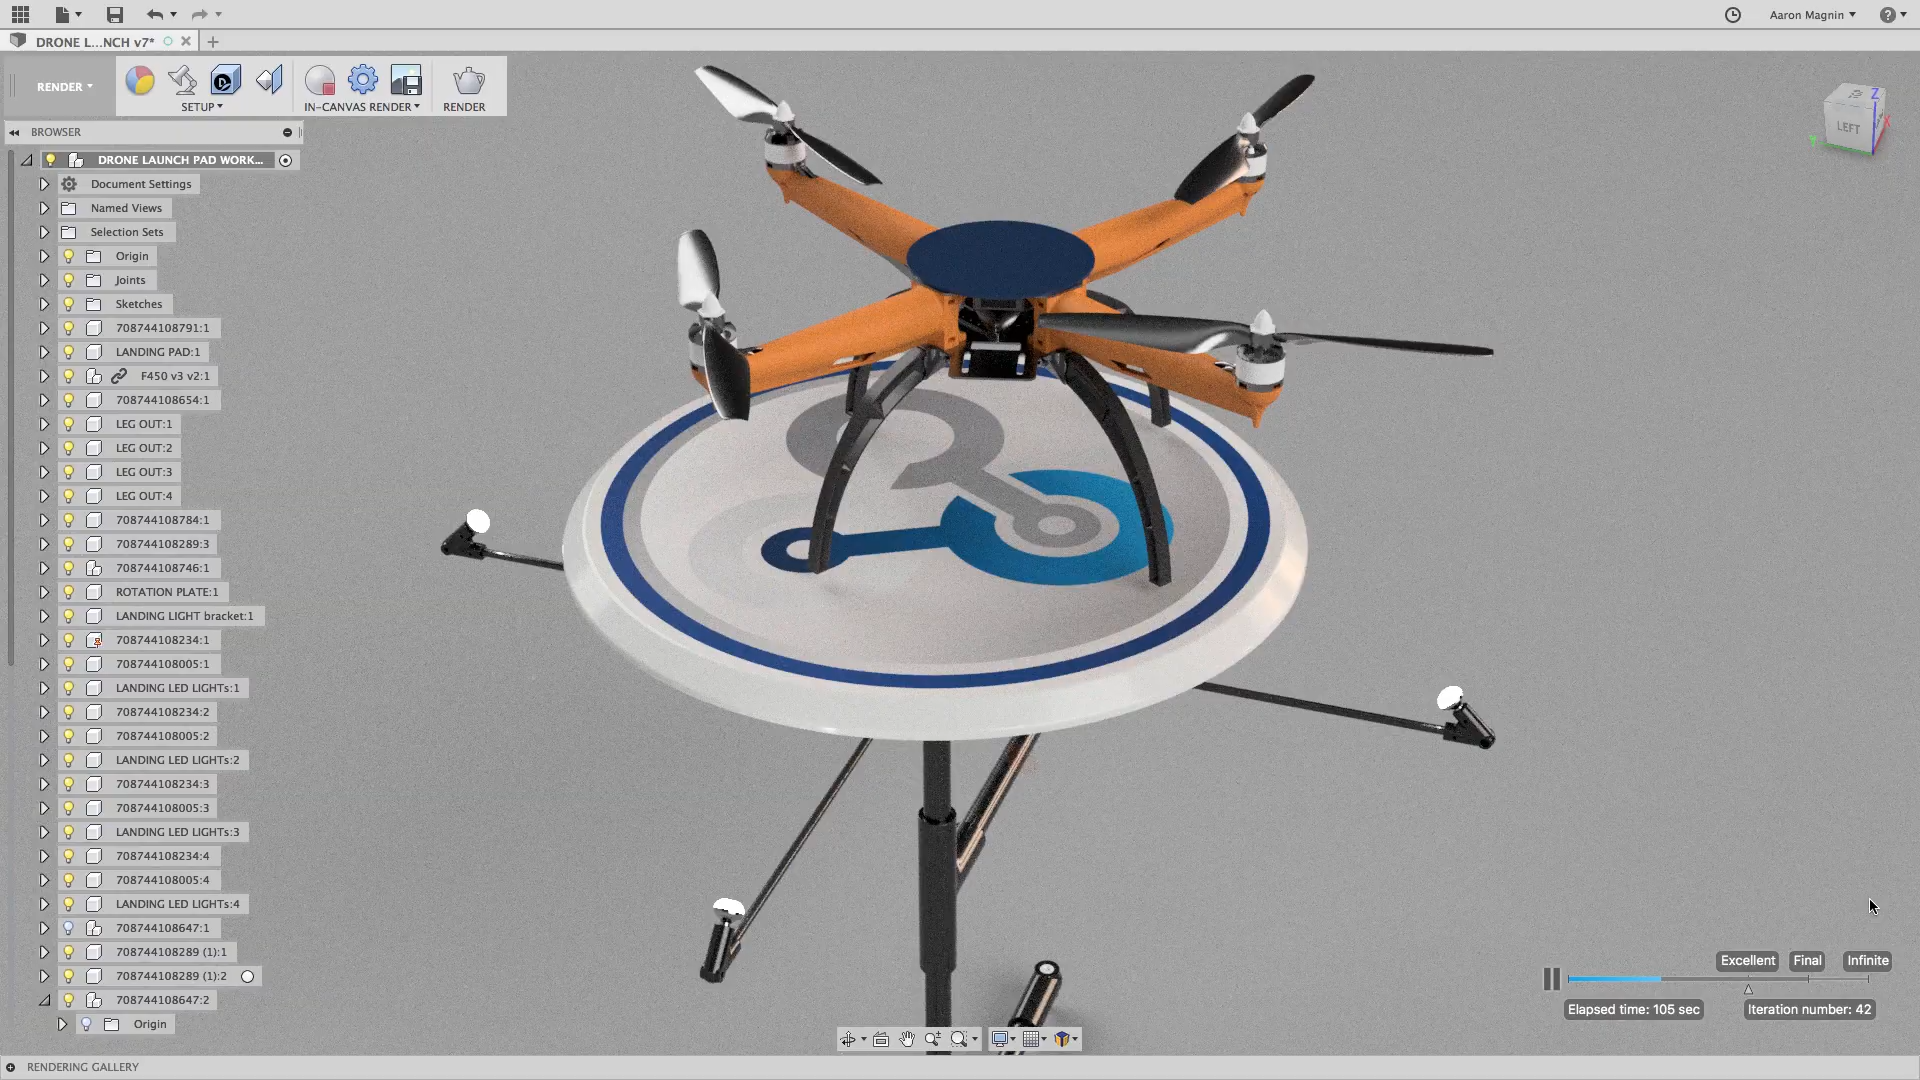 Aaron Magnin
DRONE L...NCH v7*
RENDER
SETUP
IN-CANVAS RENDER
RENDER
BROWSER
LEFT
Z
X
Y
DRONE LAUNCH PAD WORK...
Document Settings
Named Views
Selection Sets
Origin
Joints
Sketches
708744108791:1
LANDING PAD:1
F450 v3 v2:1
708744108654:1
LEG OUT:1
LEG OUT:2
LEG OUT:3
LEG OUT:4
708744108784:1
708744108289:3
708744108746:1
ROTATION PLATE:1
LANDING LIGHT bracket:1
708744108234:1
708744108005:1
LANDING LED LIGHTs:1
708744108234:2
708744108005:2
LANDING LED LIGHTs:2
708744108234:3
708744108005:3
LANDING LED LIGHTs:3
708744108234:4
708744108005:4
LANDING LED LIGHTs:4
708744108647:1
708744108289 (1):1
708744108289 (1):2
708744108647:2
Origin
Excellent
Final
Infinite
Elapsed time: 105 sec
Iteration number: 42
RENDERING GALLERY